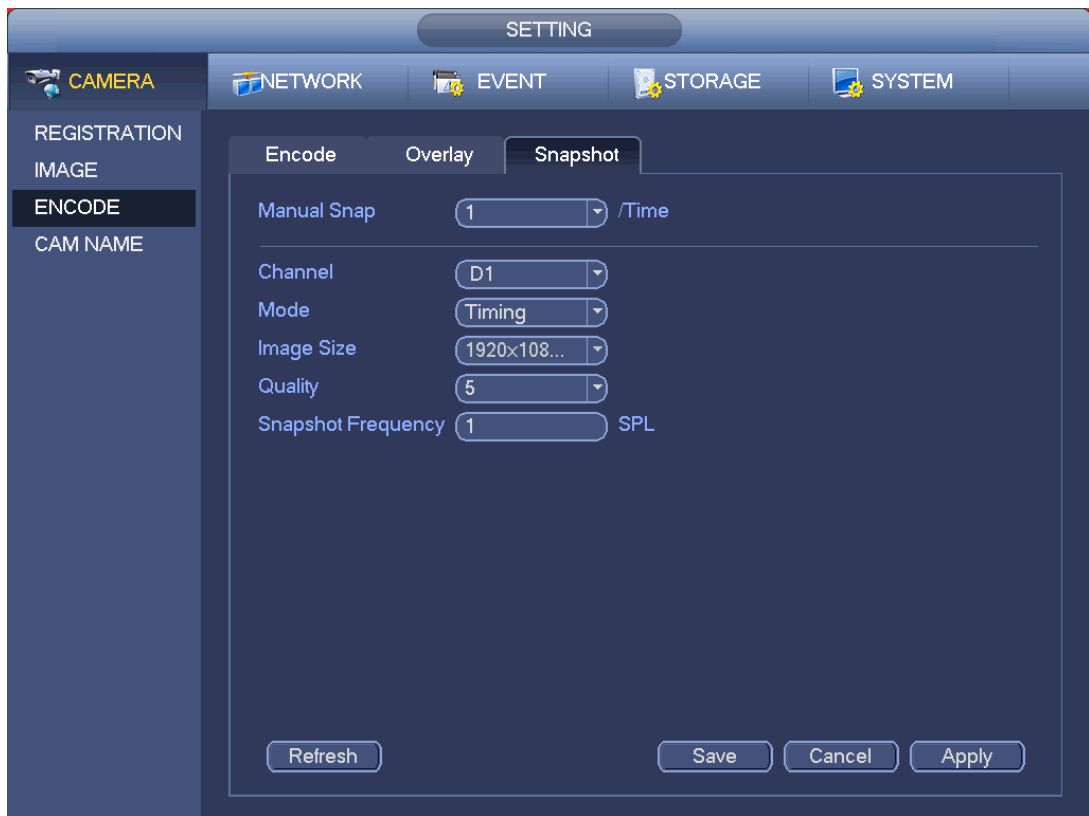 SETTING
CAMERA NETWORK EVENT STORAGE SYSTEM
REGISTRATION
IMAGE
ENCODE
CAM NAME
Encode Overlay Snapshot
Manual Snap 1 /Time
Channel D1
Mode Timing
Image Size 1920×108...
Quality 5
Snapshot Frequency 1 SPL
Refresh Save Cancel Apply